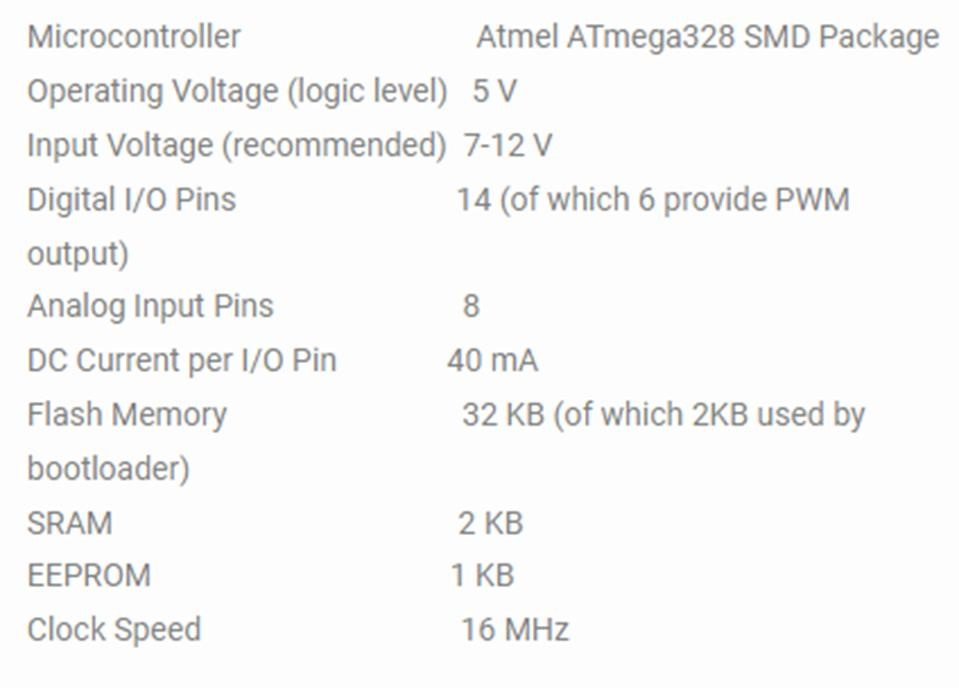 Microcontroller Atmel ATmega328 SMD Package
Operating Voltage (logic level) 5 V
Input Voltage (recommended) 7-12 V
Digital I/O Pins 14 (of which 6 provide PWM
output)
Analog Input Pins 8
DC Current per I/O Pin 40 mA
Flash Memory 32 KB (of which 2KB used by
bootloader)
SRAM 2 KB
EEPROM 1 KB
Clock Speed 16 MHz